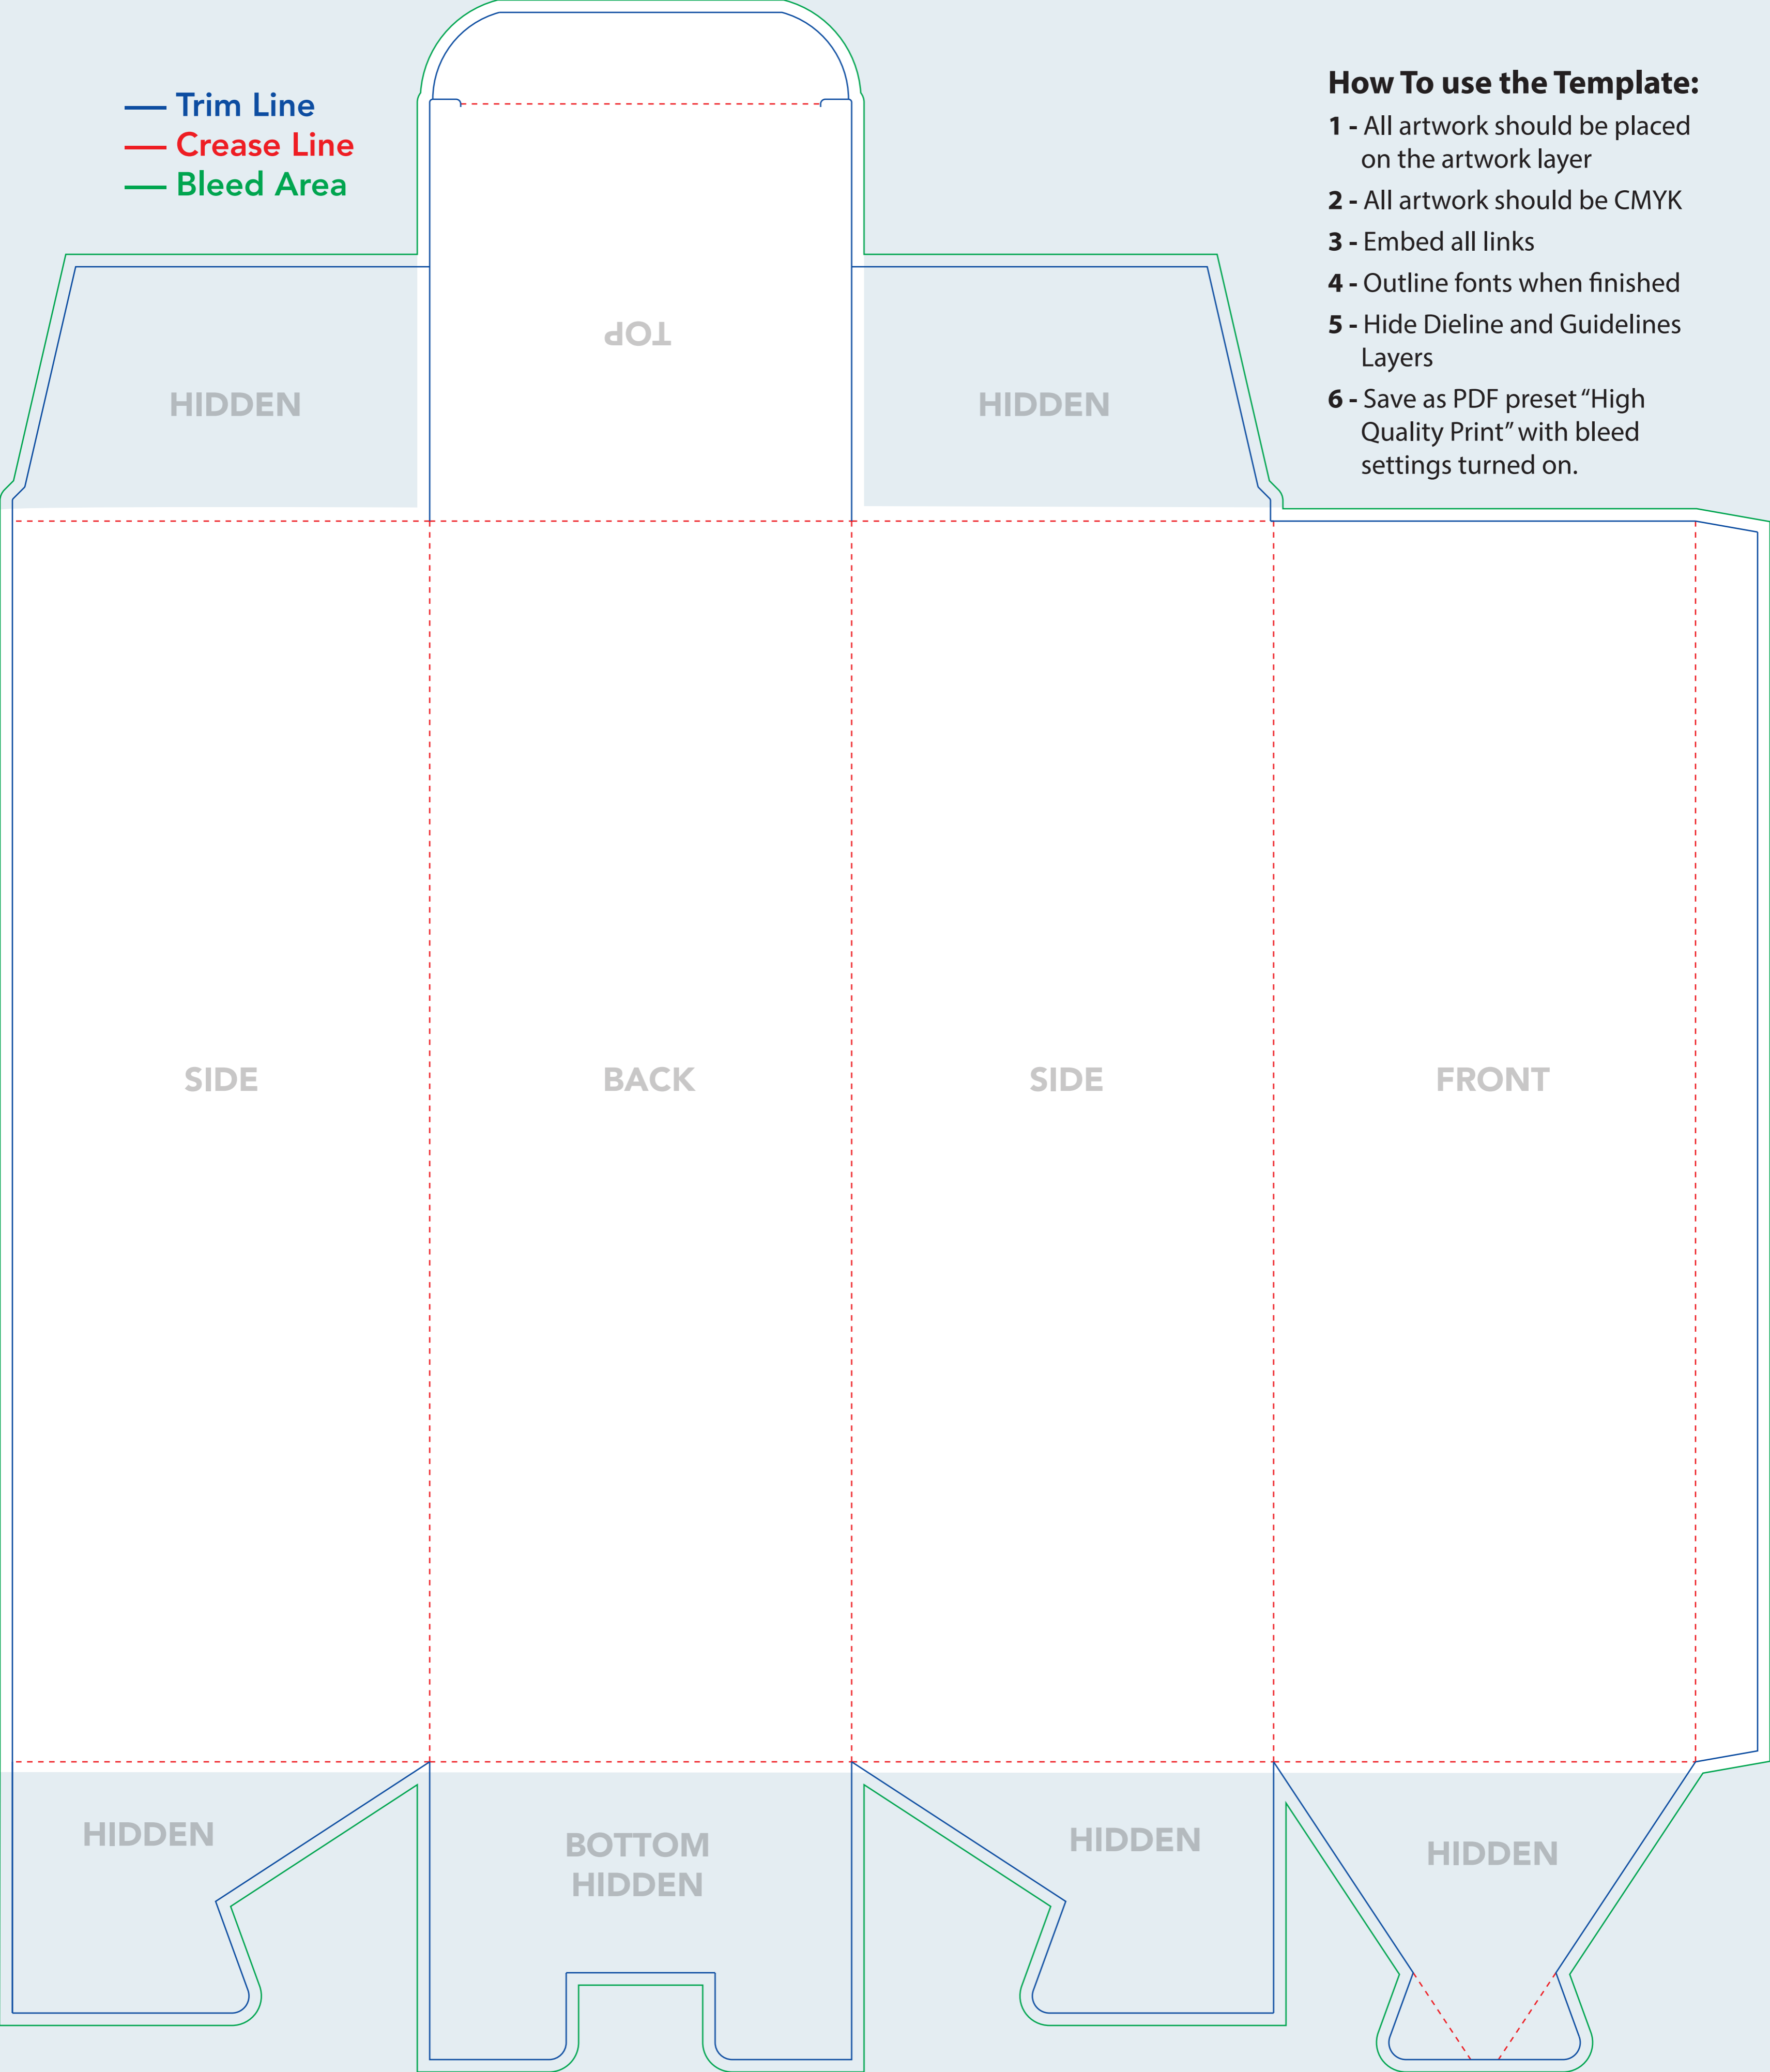 Trim Line
Crease Line
Bleed Area
How To use the Template:
1 - All artwork should be placed
on the artwork layer
2 - All artwork should be CMYK
3 - Embed all links
4 - Outline fonts when finished
5 - Hide Dieline and Guidelines
Layers
6 - Save as PDF preset “High
Quality Print” with bleed
settings turned on.
TOP
HIDDEN
HIDDEN
SIDE
BACK
SIDE
FRONT
HIDDEN
BOTTOM
HIDDEN
HIDDEN
HIDDEN